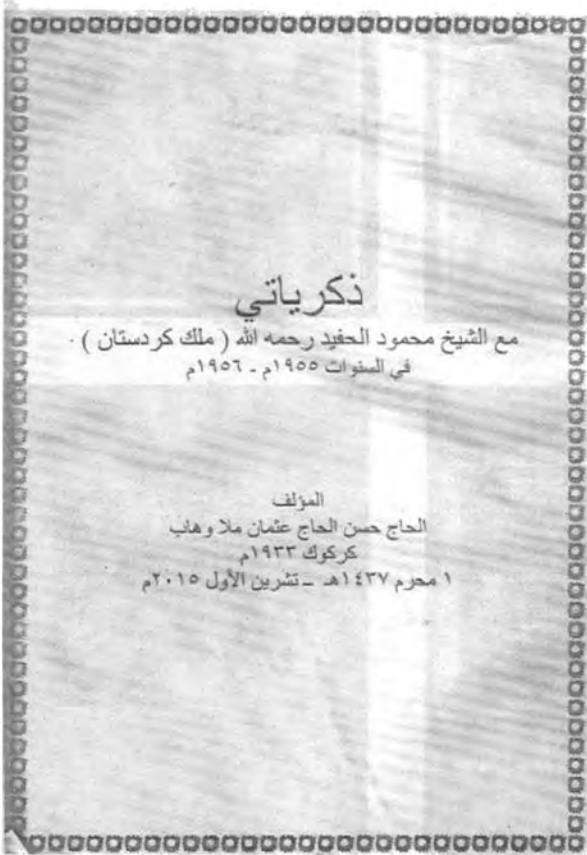 ذكرياتي
مع الشيخ محمود الحفيد رحمه الله ( ملك كردستان ) .
في السنوات ١٩٥٥م - ١٩٥٦م
المؤلف
الحاج حسن الحاج عثمان ملا وهاب
كركوك ١٩٣٣م
١ محرم ١٤٣٧هـ - تشرين الأول ٢٠١٥م